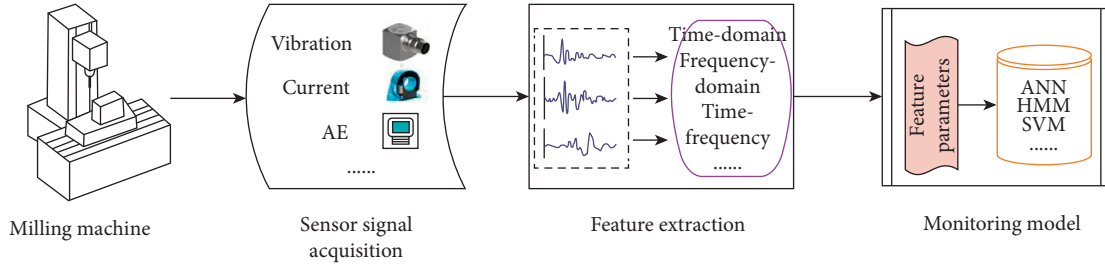 Vibration
Current
AE
......
Time-domain
Frequency-
domain
Time-
frequency
......
Feature
parameters
ANN
HMM
SVM
......
Milling machine
Sensor signal
acquisition
Feature extraction
Monitoring model